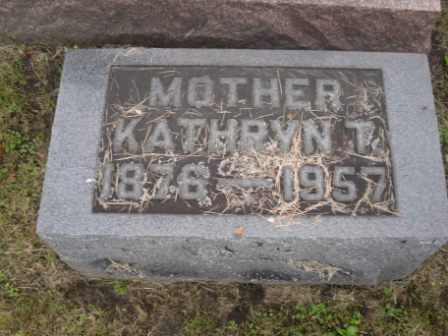 MOTHER
KATHRYN T.
1876 — 1957